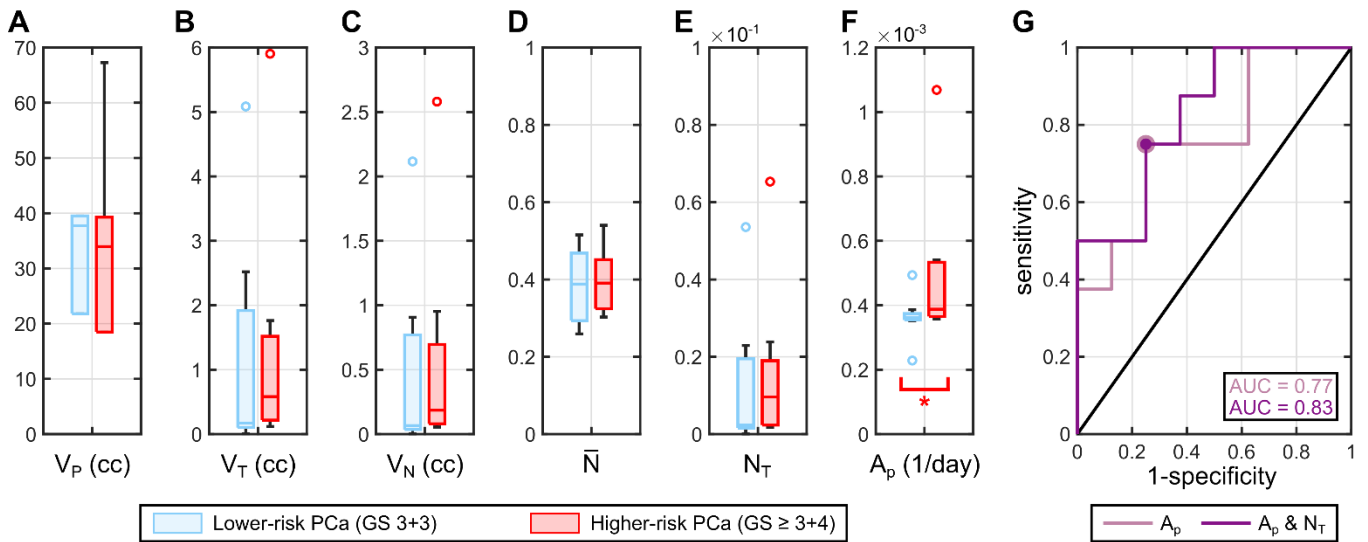 A B C D E F G
× 10⁻¹ × 10⁻³
70 6 3 1 1 1.2 1
60 5 2.5 0.8 0.8 1 0.8
50 4 2 0.6 0.6 0.8 0.6
40 3 1.5 0.4 0.4 0.6 0.4
30 2 1 0.2 0.2 0.4 0.2
20 1 0.5 0 0 0.2 0
10 0 0 0
0
sensitivity
*
AUC = 0.77
AUC = 0.83
0 0.2 0.4 0.6 0.8 1
V_P (cc) V_T (cc) V_N (cc) N̅ N_T A_p (1/day) 1-specificity
Lower-risk PCa (GS 3+3) Higher-risk PCa (GS ≥ 3+4) A_p A_p & N_T